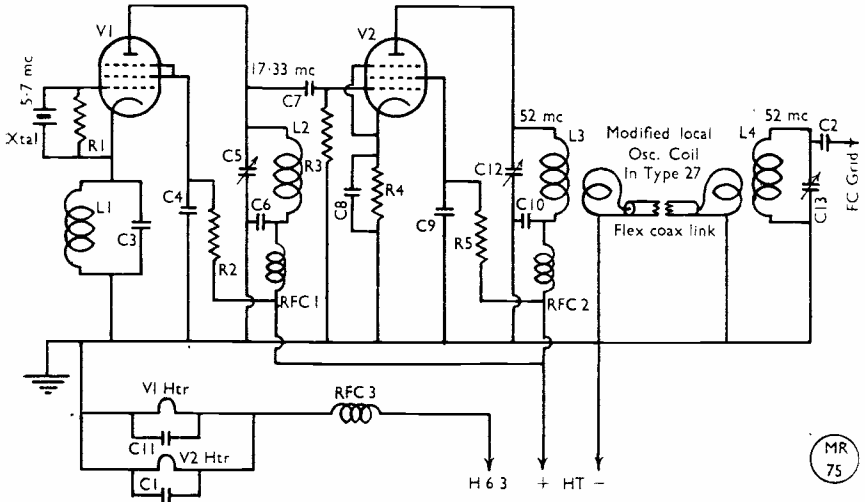 V1
V2
5·7 mc
Xtal
R1
17·33 mc
C7
L2
R3
C5
C6
L1
C3
C4
R2
RFC 1
C8
R4
C9
R5
52 mc
L3
C12
C10
RFC 2
Modified local
Osc. Coil
In Type 27
Flex coax link
52 mc
L4
C2
C13
FC Grid
V1 Htr
C11
V2 Htr
C1
RFC 3
H 6 3
+ HT −
MR
75